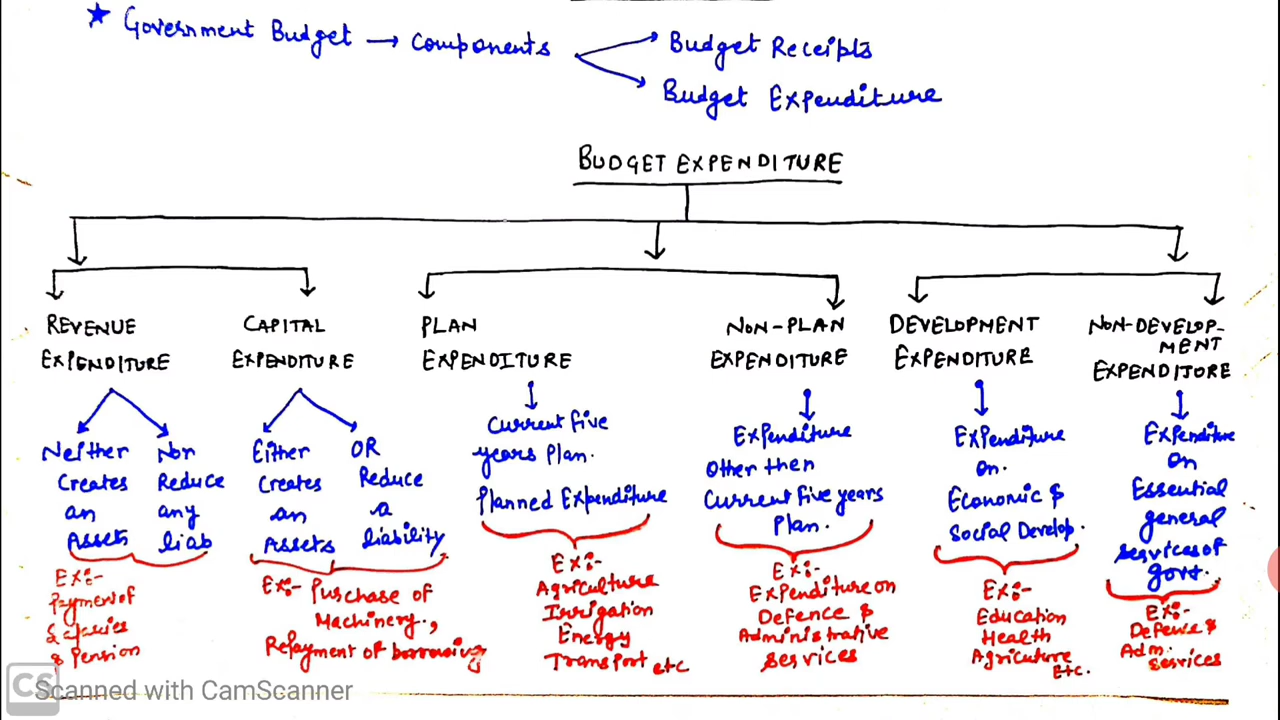 ★ Government Budget → Components
Budget Receipts
Budget Expenditure
BUDGET EXPENDITURE
REVENUE
EXPENDITURE
Neither
Creates
an
Assets
Nor
Reduce
any
liab
Ex:-
Payment of
Salaries
& Pension
CAPITAL
EXPENDITURE
Either
Creates
an
Assets
OR
Reduce
a
liability
Ex:- Purchase of
Machinery.,
Repayment of borrowing
PLAN
EXPENDITURE
Current five
years Plan.
Planned Expenditure
Ex:-
Agriculture
Irrigation
Energy
Transport etc
NON-PLAN
EXPENDITURE
Expenditure
Other then
Current five years
Plan.
Ex:-
Expenditure on
Defence &
Administrative
services
DEVELOPMENT
EXPENDITURE
Expenditure
on.
Economic &
Social Develop.
Ex:-
Education
Health
Agriculture
Etc.
NON-DEVELOP-
MENT
EXPENDITURE
Expenditure
on
Essential
general
services of
govt.
Ex:-
Defence &
Adm.
services
CS Scanned with CamScanner